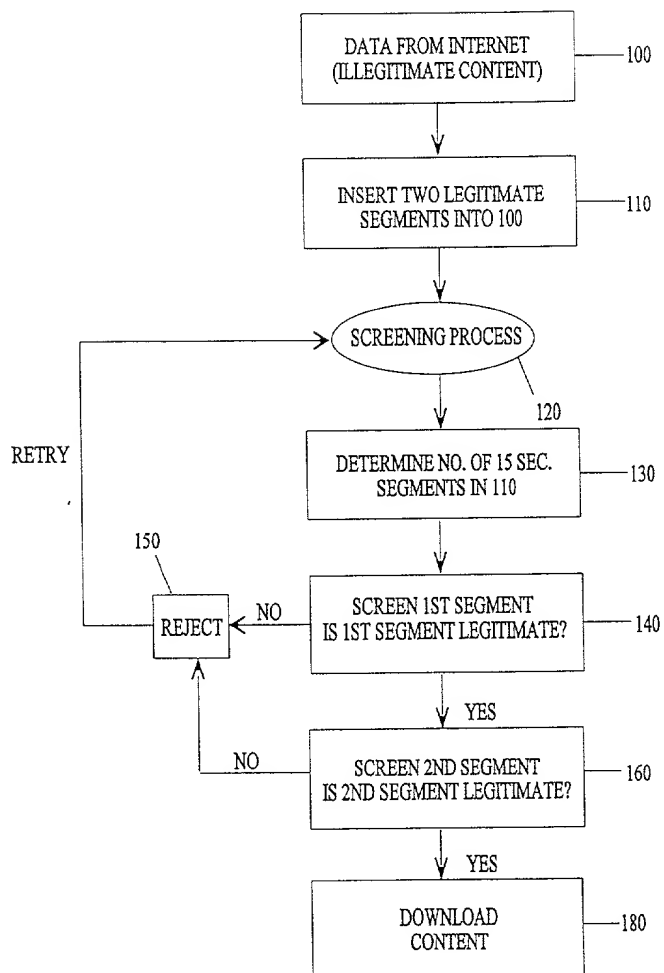 DATA FROM INTERNET
(ILLEGITIMATE CONTENT)
100
INSERT TWO LEGITIMATE
SEGMENTS INTO 100
110
SCREENING PROCESS
120
RETRY
DETERMINE NO. OF 15 SEC.
SEGMENTS IN 110
130
150
REJECT
NO
SCREEN 1ST SEGMENT
IS 1ST SEGMENT LEGITIMATE?
140
YES
NO
SCREEN 2ND SEGMENT
IS 2ND SEGMENT LEGITIMATE?
160
YES
DOWNLOAD
CONTENT
180